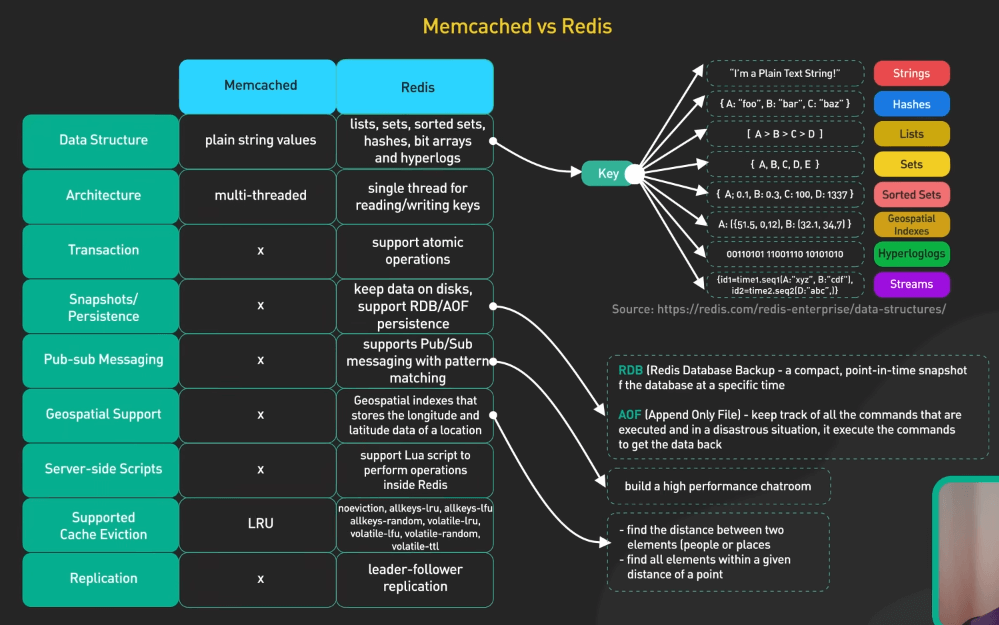 Memcached vs Redis
Memcached
Redis
Data Structure
plain string values
lists, sets, sorted sets,
hashes, bit arrays
and hyperlogs
Architecture
multi-threaded
single thread for
reading/writing keys
Transaction
x
support atomic
operations
Snapshots/
Persistence
x
keep data on disks,
support RDB/AOF
persistence
Pub-sub Messaging
x
supports Pub/Sub
messaging with pattern
matching
Geospatial Support
x
Geospatial indexes that
stores the longitude and
latitude data of a location
Server-side Scripts
x
support Lua script to
perform operations
inside Redis
Supported
Cache Eviction
LRU
noeviction, allkeys-lru, allkeys-lfu
allkeys-random, volatile-lru,
volatile-lfu, volatile-random,
volatile-ttl
Replication
x
leader-follower
replication
Key
"I'm a Plain Text String!"
Strings
{ A: "foo", B: "bar", C: "baz" }
Hashes
[ A > B > C > D ]
Lists
{ A, B, C, D, E }
Sets
{ A; 0.1, B: 0.3, C: 100, D: 1337 }
Sorted Sets
A: ({51.5, 0,12), B: (32.1, 34,7) }
Geospatial
Indexes
00110101 11001110 10101010
Hyperloglogs
{id1=time1.seq1(A:"xyz", B:"cdf"),
id2=time2.seq2(D:"abc",)}
Streams
Source: https://redis.com/redis-enterprise/data-structures/
RDB (Redis Database Backup - a compact, point-in-time snapshot
f the database at a specific time
AOF (Append Only File) - keep track of all the commands that are
executed and in a disastrous situation, it execute the commands
to get the data back
build a high performance chatroom
- find the distance between two
elements (people or places
- find all elements within a given
distance of a point